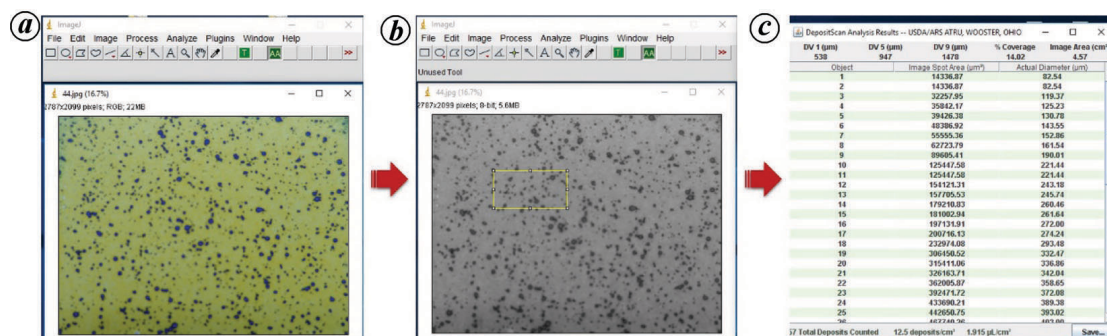 a
ImageJ
File Edit Image Process Analyze Plugins Window Help
44.jpg (16.7%)
2787x2099 pixels; RGB; 22MB
b
ImageJ
File Edit Image Process Analyze Plugins Window Help
Unused Tool
44.jpg (16.7%)
2787x2099 pixels; 8-bit; 5.6MB
c
DepositScan Analysis Results -- USDA/ARS ATRU, WOOSTER, OHIO
DV 1 (µm) DV 5 (µm) DV 9 (µm) % Coverage Image Area (cm²
538 947 1478 14.02 4.57
Object Image Spot Area (µm²) Actual Diameter (µm)
1 14336.87 82.54
2 14336.87 82.54
3 32257.95 119.37
4 35842.17 125.23
5 39426.38 130.78
6 48386.92 143.55
7 55555.36 152.86
8 62723.79 161.54
9 89605.41 190.01
10 125447.58 221.44
11 125447.58 221.44
12 154121.31 243.18
13 157705.53 245.74
14 179210.83 260.46
15 181002.94 261.64
16 197131.91 272.00
17 200716.13 274.24
18 232974.08 293.48
19 306450.52 332.47
20 315411.06 336.86
21 326163.71 342.04
22 362005.87 358.65
23 392471.72 372.08
24 433690.21 389.38
25 442650.75 393.02
57 Total Deposits Counted 12.5 deposits/cm² 1.915 µL/cm² Save...